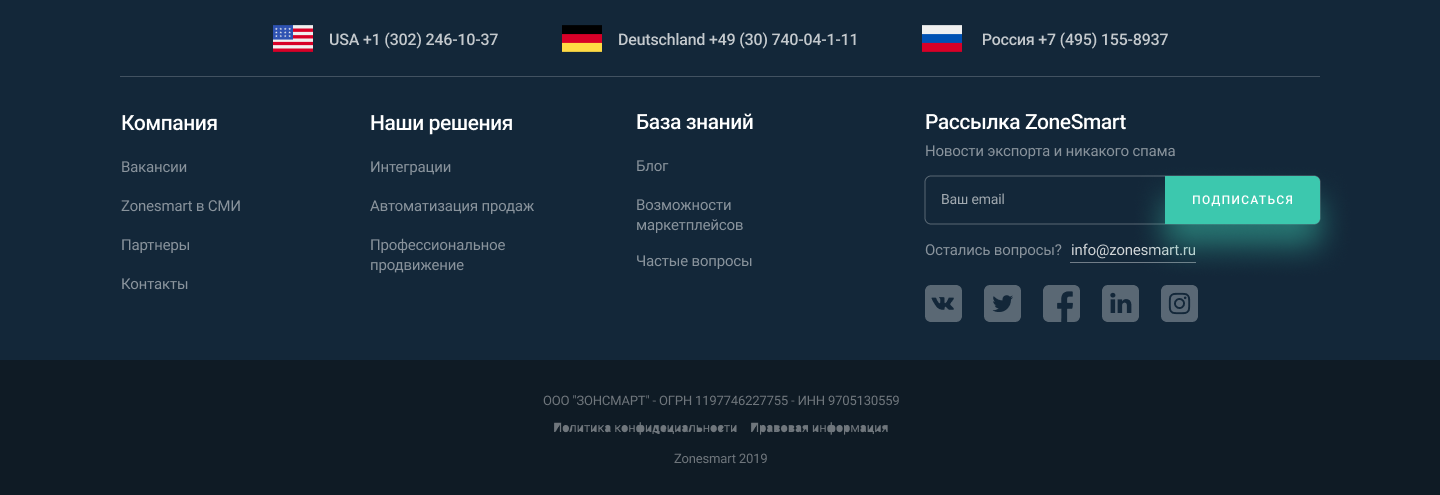 USA +1 (302) 246-10-37
Deutschland +49 (30) 740-04-1-11
Россия +7 (495) 155-8937
Компания
Вакансии
Zonesmart в СМИ
Партнеры
Контакты
Наши решения
Интеграции
Автоматизация продаж
Профессиональное
продвижение
База знаний
Блог
Возможности
маркетплейсов
Частые вопросы
Рассылка ZoneSmart
Новости экспорта и никакого спама
Ваш email
ПОДПИСАТЬСЯ
Остались вопросы? info@zonesmart.ru
ООО "ЗОНСМАРТ" - ОГРН 1197746227755 - ИНН 9705130559
Политика конфидециальности Правовая информация
Zonesmart 2019